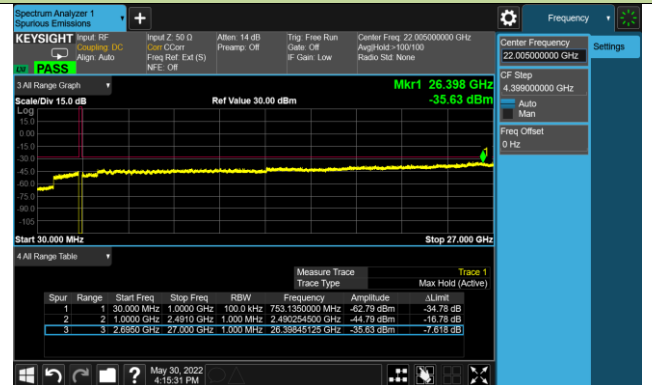 Spectrum Analyzer 1
Spurious Emissions
Frequency
KEYSIGHT Input: RF
Coupling: DC
Align: Auto
Input Z: 50 Ω
Corr CCorr
Freq Ref: Ext (S)
NFE: Off
Atten: 14 dB
Preamp: Off
Trig: Free Run
Gate: Off
IF Gain: Low
Center Freq: 22.005000000 GHz
Avg|Hold:>100/100
Radio Std: None
PASS
Center Frequency
22.005000000 GHz
Settings
CF Step
4.399000000 GHz
Auto
Man
Freq Offset
0 Hz
3 All Range Graph
Mkr1 26.398 GHz
Scale/Div 15.0 dB
Ref Value 30.00 dBm
-35.63 dBm
Log
15.0
0.00
-15.0
-30.0
-45.0
-60.0
-75.0
-90.0
-105
1
Start 30.000 MHz
Stop 27.000 GHz
4 All Range Table
Measure Trace Trace 1
Trace Type Max Hold (Active)
Spur Range Start Freq Stop Freq RBW Frequency Amplitude ΔLimit
1 1 30.000 MHz 1.0000 GHz 100.0 kHz 753.1350000 MHz -62.79 dBm -34.78 dB
2 2 1.0000 GHz 2.4910 GHz 1.000 MHz 2.490254500 GHz -44.79 dBm -16.78 dB
3 3 2.6950 GHz 27.000 GHz 1.000 MHz 26.39845125 GHz -35.63 dBm -7.618 dB
May 30, 2022
4:15:31 PM